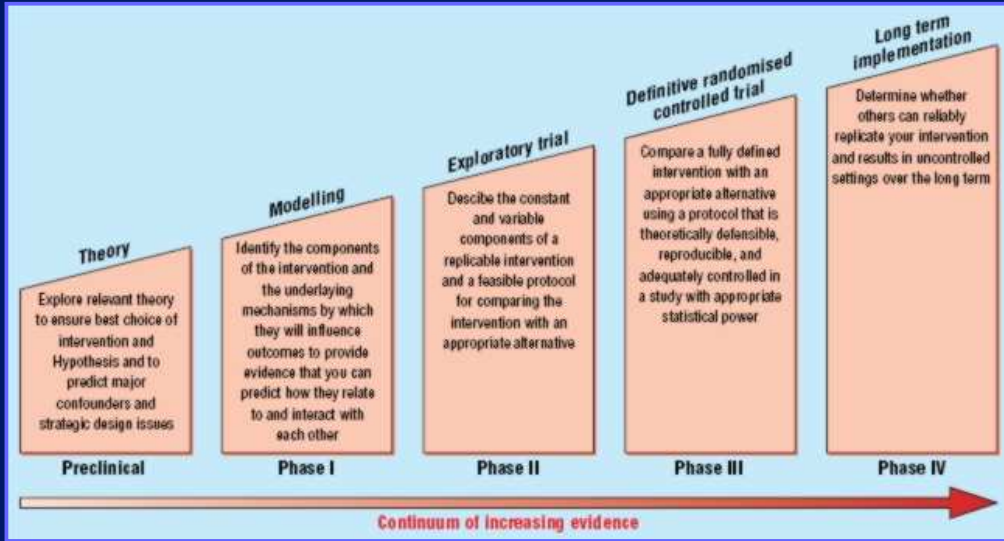 Theory
Explore relevant theory
to ensure best choice of
intervention and
Hypothesis and to
predict major
confounders and
strategic design issues
Preclinical
Modelling
Identify the components
of the intervention and
the underlaying
mechanisms by which
they will influence
outcomes to provide
evidence that you can
predict how they relate
to and interact with
each other
Phase I
Exploratory trial
Descibe the constant
and variable
components of a
replicable intervention
and a feasible protocol
for comparing the
intervention with an
appropriate alternative
Phase II
Definitive randomised
controlled trial
Compare a fully defined
intervention with an
appropriate alternative
using a protocol that is
theoretically defensible,
reproducible, and
adequately controlled in
a study with appropriate
statistical power
Phase III
Long term
implementation
Determine whether
others can reliably
replicate your intervention
and results in uncontrolled
settings over the long term
Phase IV
Continuum of increasing evidence